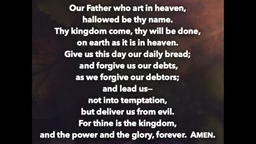 Our Father who art in heaven,
hallowed be thy name.
Thy kingdom come, thy will be done,
on earth as it is in heaven.
Give us this day our daily bread;
and forgive us our debts,
as we forgive our debtors;
and lead us–
not into temptation,
but deliver us from evil.
For thine is the kingdom,
and the power and the glory, forever. AMEN.